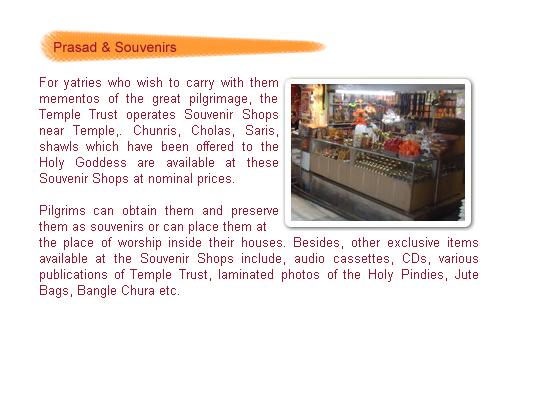 Prasad & Souvenirs
For yatries who wish to carry with them
mementos of the great pilgrimage, the
Temple Trust operates Souvenir Shops
near Temple,. Chunris, Cholas, Saris,
shawls which have been offered to the
Holy Goddess are available at these
Souvenir Shops at nominal prices.
Pilgrims can obtain them and preserve
them as souvenirs or can place them at
the place of worship inside their houses. Besides, other exclusive items
available at the Souvenir Shops include, audio cassettes, CDs, various
publications of Temple Trust, laminated photos of the Holy Pindies, Jute
Bags, Bangle Chura etc.